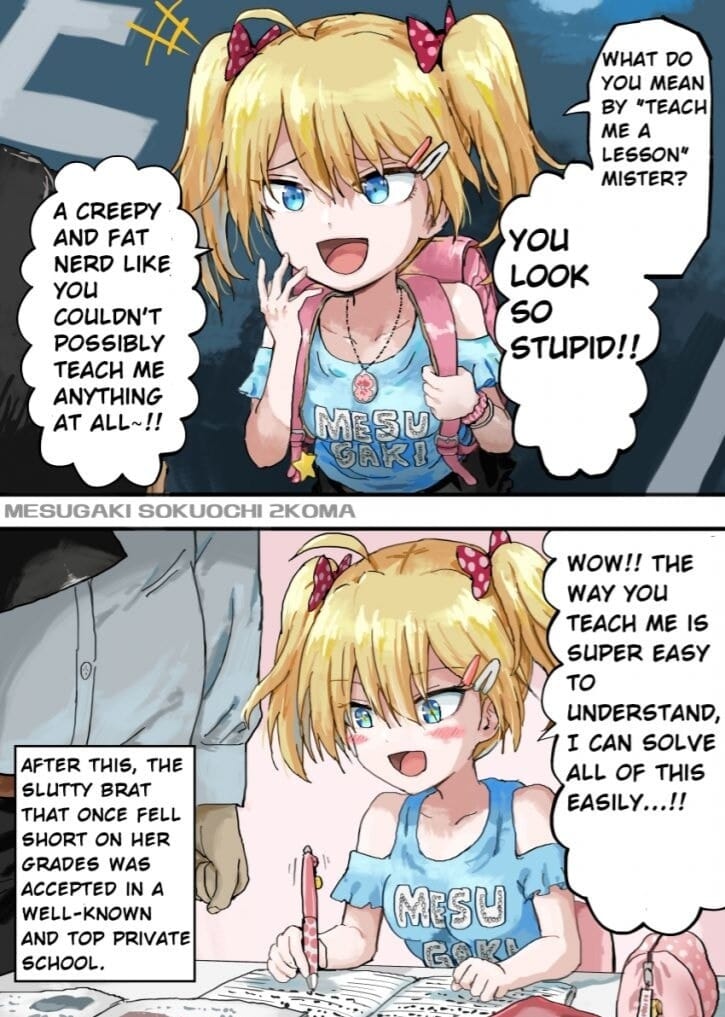 WHAT DO
YOU MEAN
BY "TEACH
ME A
LESSON"
MISTER?
YOU
LOOK
SO
STUPID!!
A CREEPY
AND FAT
NERD LIKE
YOU
COULDN'T
POSSIBLY
TEACH ME
ANYTHING
AT ALL~!!
MESU
GAKI
MESUGAKI SOKUOCHI 2KOMA
WOW!! THE
WAY YOU
TEACH ME IS
SUPER EASY
TO
UNDERSTAND,
I CAN SOLVE
ALL OF THIS
EASILY...!!
AFTER THIS, THE
SLUTTY BRAT
THAT ONCE FELL
SHORT ON HER
GRADES WAS
ACCEPTED IN A
WELL-KNOWN
AND TOP PRIVATE
SCHOOL.
MESU
GAKI